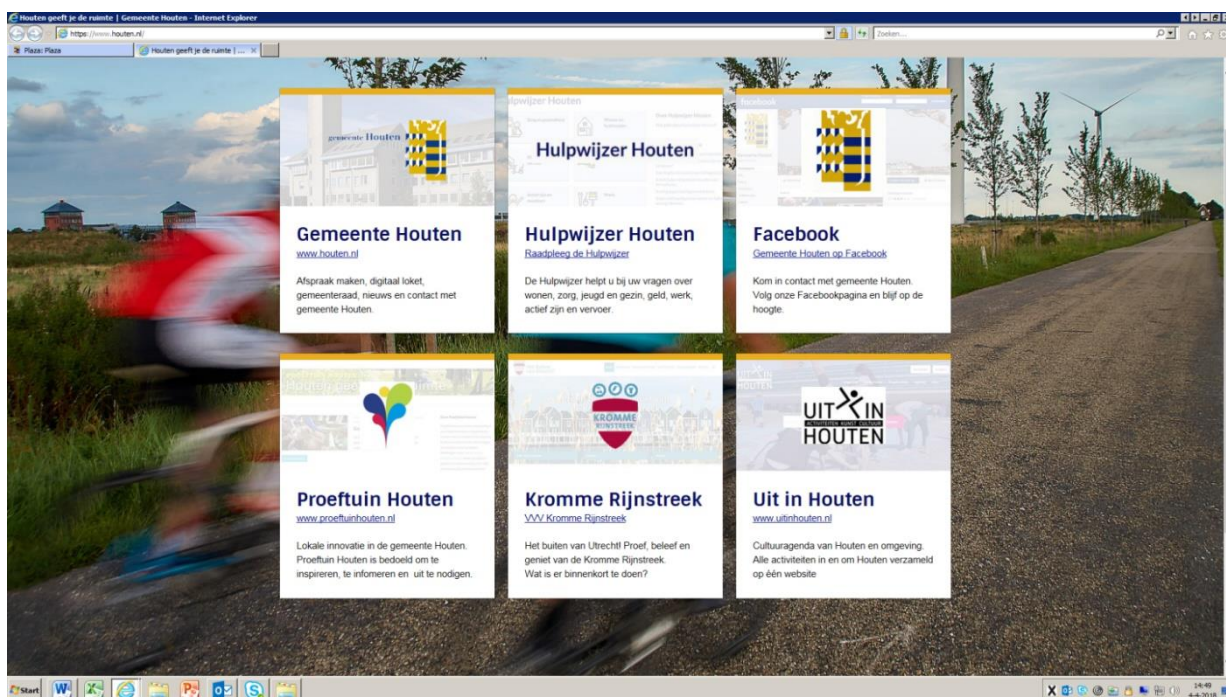 Houten geeft je de ruimte | Gemeente Houten - Internet Explorer
https://www.houten.nl/
Zoeken...
Plaza: Plaza
Houten geeft je de ruimte | ...
gemeente Houten
Gemeente Houten
www.houten.nl
Afspraak maken, digitaal loket,
gemeenteraad, nieuws en contact met
gemeente Houten.
Hulpwijzer Houten
Hulpwijzer Houten
Raadpleeg de Hulpwijzer
De Hulpwijzer helpt u bij uw vragen over
wonen, zorg, jeugd en gezin, geld, werk,
actief zijn en vervoer.
facebook
Facebook
Gemeente Houten op Facebook
Kom in contact met gemeente Houten.
Volg onze Facebookpagina en blijf op de
hoogte.
Proeftuin Houten
www.proeftuinhouten.nl
Lokale innovatie in de gemeente Houten.
Proeftuin Houten is bedoeld om te
inspireren, te infomeren en uit te nodigen.
KROMME
RIJNSTREEK
Kromme Rijnstreek
VVV Kromme Rijnstreek
Het buiten van Utrecht! Proef, beleef en
geniet van de Kromme Rijnstreek.
Wat is er binnenkort te doen?
UIT IN
ACTIVITEITEN KUNST CULTUUR
HOUTEN
Uit in Houten
www.uitinhouten.nl
Cultuuragenda van Houten en omgeving.
Alle activiteiten in en om Houten verzameld
op één website
Start
14:49
4-4-2018